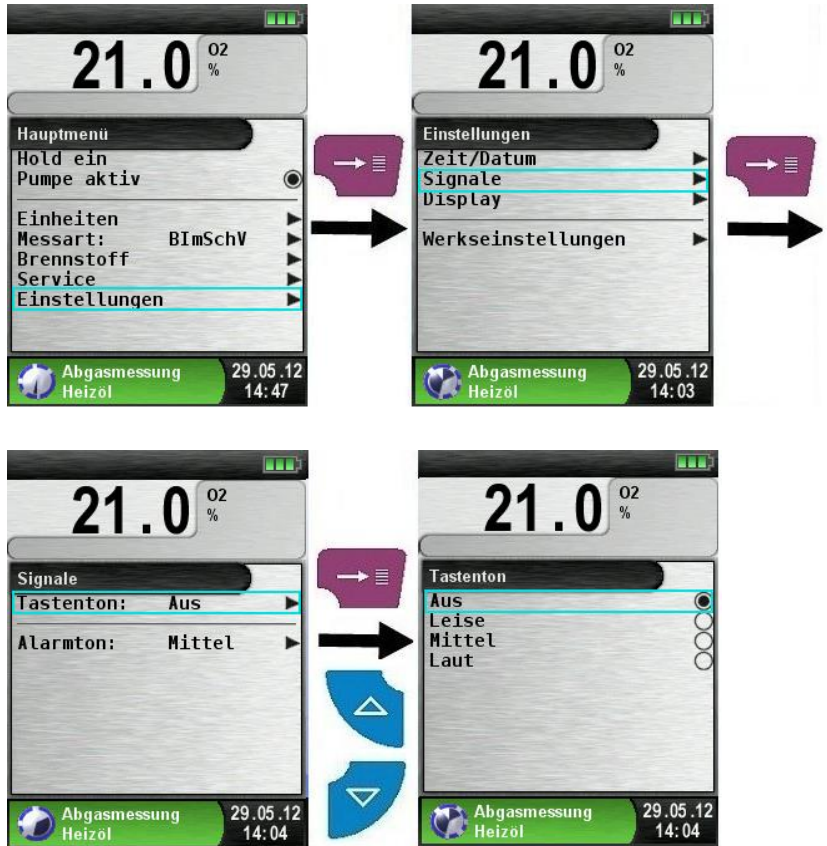 21.0 O2 %
Hauptmenü
Hold ein
Pumpe aktiv
Einheiten
Messart: BImSchV
Brennstoff
Service
Einstellungen
Abgasmessung 29.05.12
Heizöl 14:47
21.0 O2 %
Einstellungen
Zeit/Datum
Signale
Display
Werkseinstellungen
Abgasmessung 29.05.12
Heizöl 14:03
21.0 O2 %
Signale
Tastenton: Aus
Alarmton: Mittel
Abgasmessung 29.05.12
Heizöl 14:04
21.0 O2 %
Tastenton
Aus
Leise
Mittel
Laut
Abgasmessung 29.05.12
Heizöl 14:04